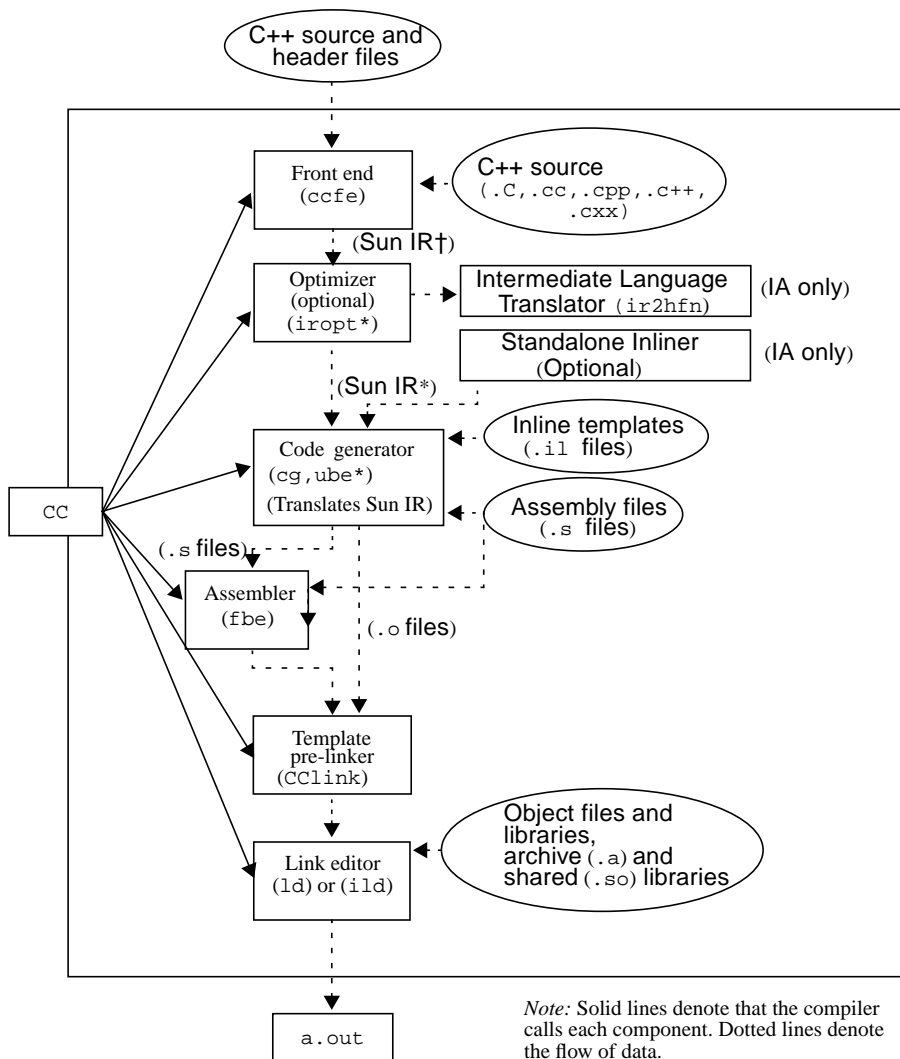 C++ source and
header files
Front end
(ccfe)
C++ source
(.C,.cc,.cpp,.c++,
.cxx)
(Sun IR†)
Optimizer
(optional)
(iropt*)
Intermediate Language
Translator (ir2hfn)
(IA only)
Standalone Inliner
(Optional)
(IA only)
(Sun IR*)
Code generator
(cg,ube*)
(Translates Sun IR)
Inline templates
(.il files)
CC
Assembly files
(.s files)
(.s files)
Assembler
(fbe)
(.o files)
Template
pre-linker
(CClink)
Object files and
libraries,
archive (.a) and
shared (.so) libraries
Link editor
(ld) or (ild)
a.out
Note: Solid lines denote that the compiler
calls each component. Dotted lines denote
the flow of data.